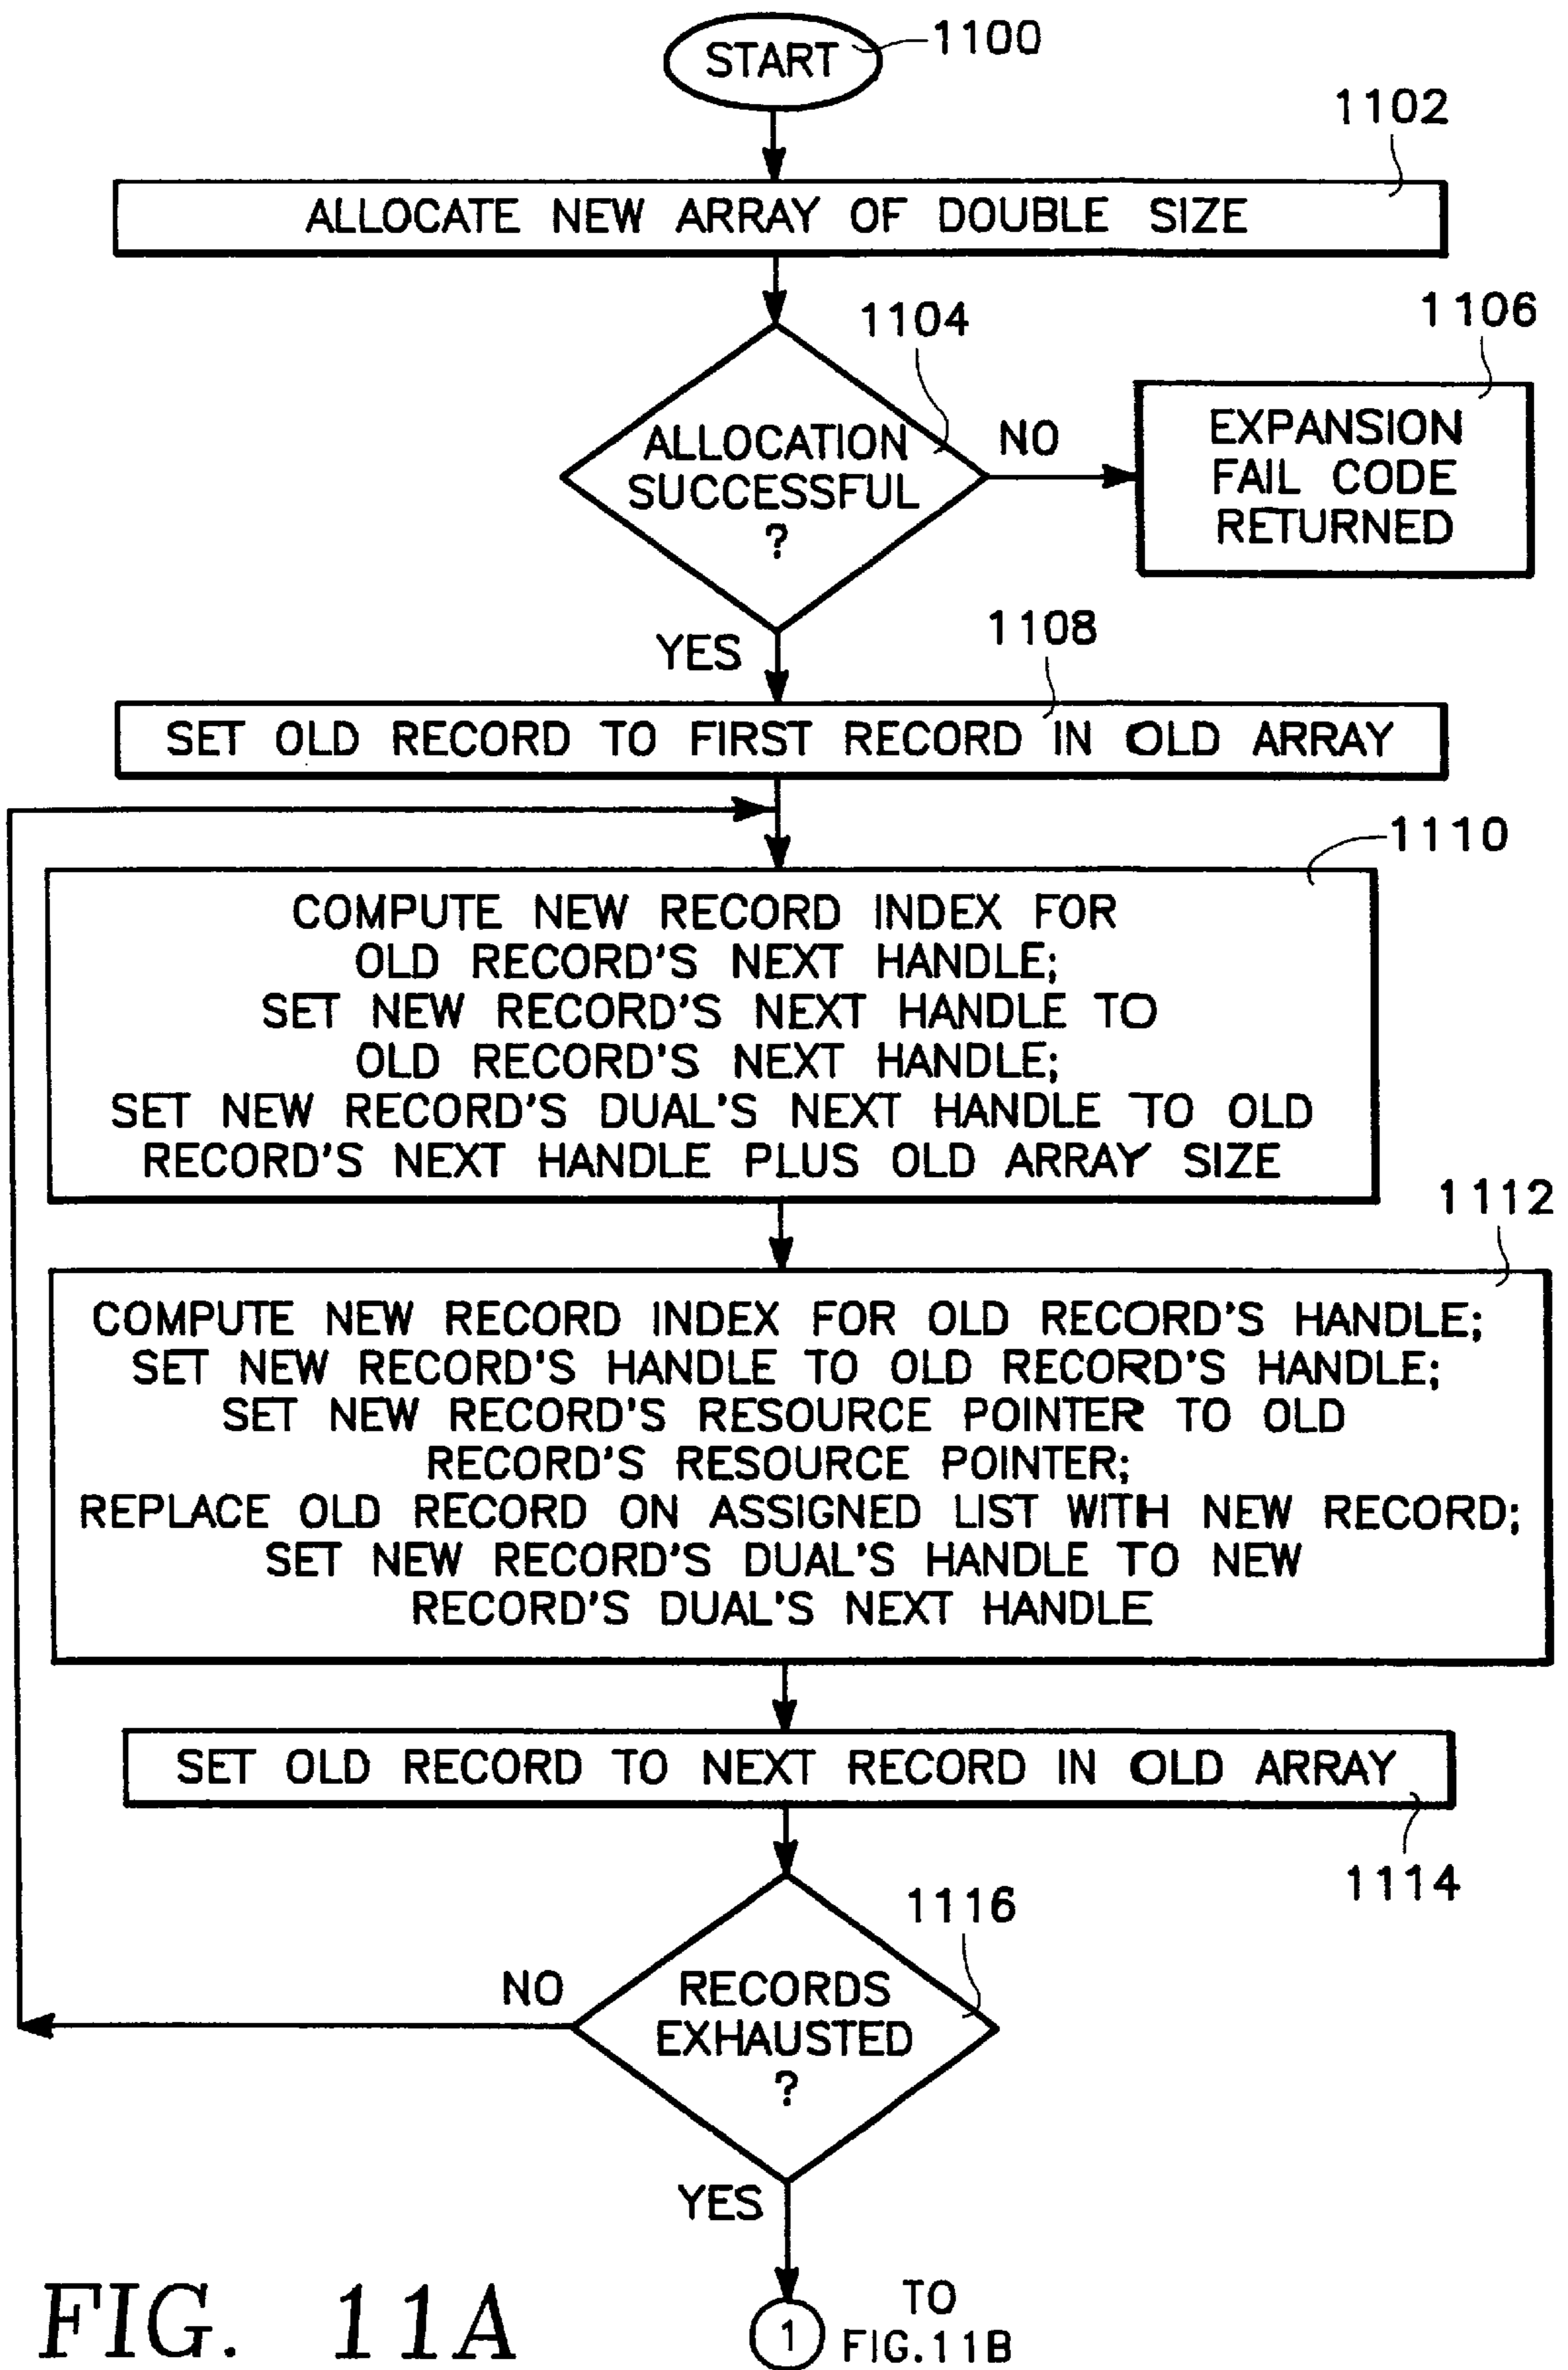 START
1100
1102
ALLOCATE NEW ARRAY OF DOUBLE SIZE
1104
1106
ALLOCATION
SUCCESSFUL
?
NO
EXPANSION
FAIL CODE
RETURNED
YES
1108
SET OLD RECORD TO FIRST RECORD IN OLD ARRAY
1110
COMPUTE NEW RECORD INDEX FOR
OLD RECORD'S NEXT HANDLE;
SET NEW RECORD'S NEXT HANDLE TO
OLD RECORD'S NEXT HANDLE;
SET NEW RECORD'S DUAL'S NEXT HANDLE TO OLD
RECORD'S NEXT HANDLE PLUS OLD ARRAY SIZE
1112
COMPUTE NEW RECORD INDEX FOR OLD RECORD'S HANDLE;
SET NEW RECORD'S HANDLE TO OLD RECORD'S HANDLE;
SET NEW RECORD'S RESOURCE POINTER TO OLD
RECORD'S RESOURCE POINTER;
REPLACE OLD RECORD ON ASSIGNED LIST WITH NEW RECORD;
SET NEW RECORD'S DUAL'S HANDLE TO NEW
RECORD'S DUAL'S NEXT HANDLE
SET OLD RECORD TO NEXT RECORD IN OLD ARRAY
1114
1116
NO
RECORDS
EXHAUSTED
?
YES
1
TO
FIG.11B
FIG. 11A